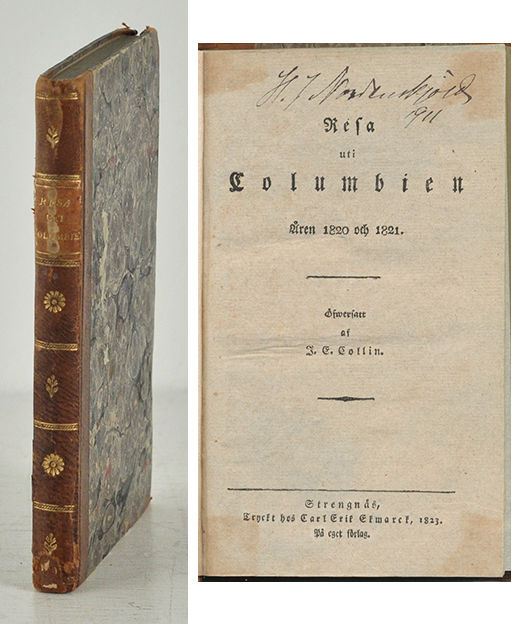 RESA
UTI
COLUMBIE
H. J Nordenskjöld
911
Resa
uti
Columbien
Åren 1820 och 1821.
Öfwersatt
af
J. E. Collin.
Strengnäs,
Tryckt hos Carl Erik Ekmarck, 1823.
På eget förlag.